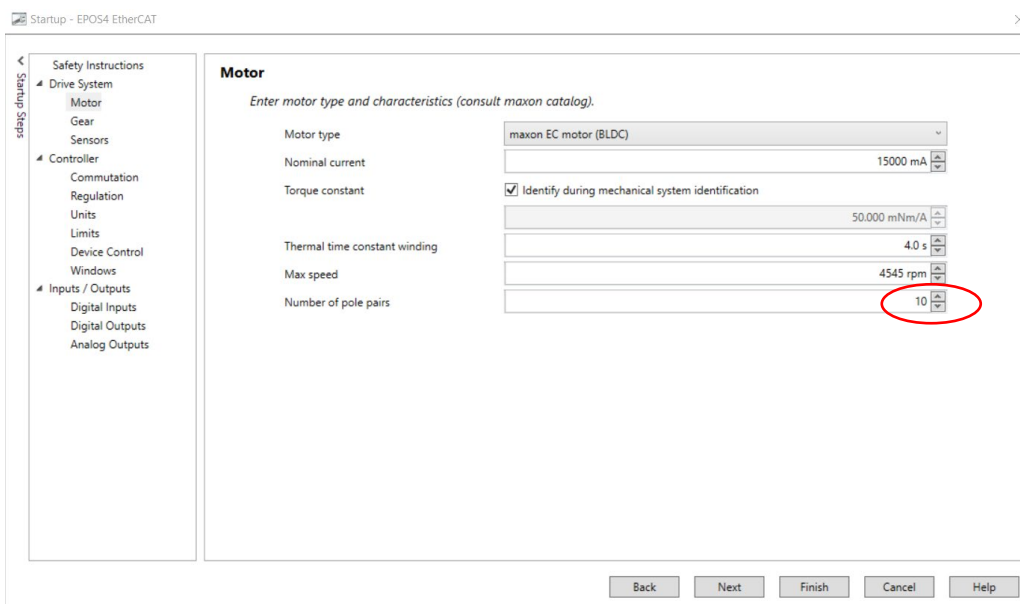 Startup - EPOS4 EtherCAT
Startup Steps
Safety Instructions
Drive System
Motor
Gear
Sensors
Controller
Commutation
Regulation
Units
Limits
Device Control
Windows
Inputs / Outputs
Digital Inputs
Digital Outputs
Analog Outputs
Motor
Enter motor type and characteristics (consult maxon catalog).
Motor type maxon EC motor (BLDC)
Nominal current 15000 mA
Torque constant Identify during mechanical system identification
50.000 mNm/A
Thermal time constant winding 4.0 s
Max speed 4545 rpm
Number of pole pairs 10
Back Next Finish Cancel Help